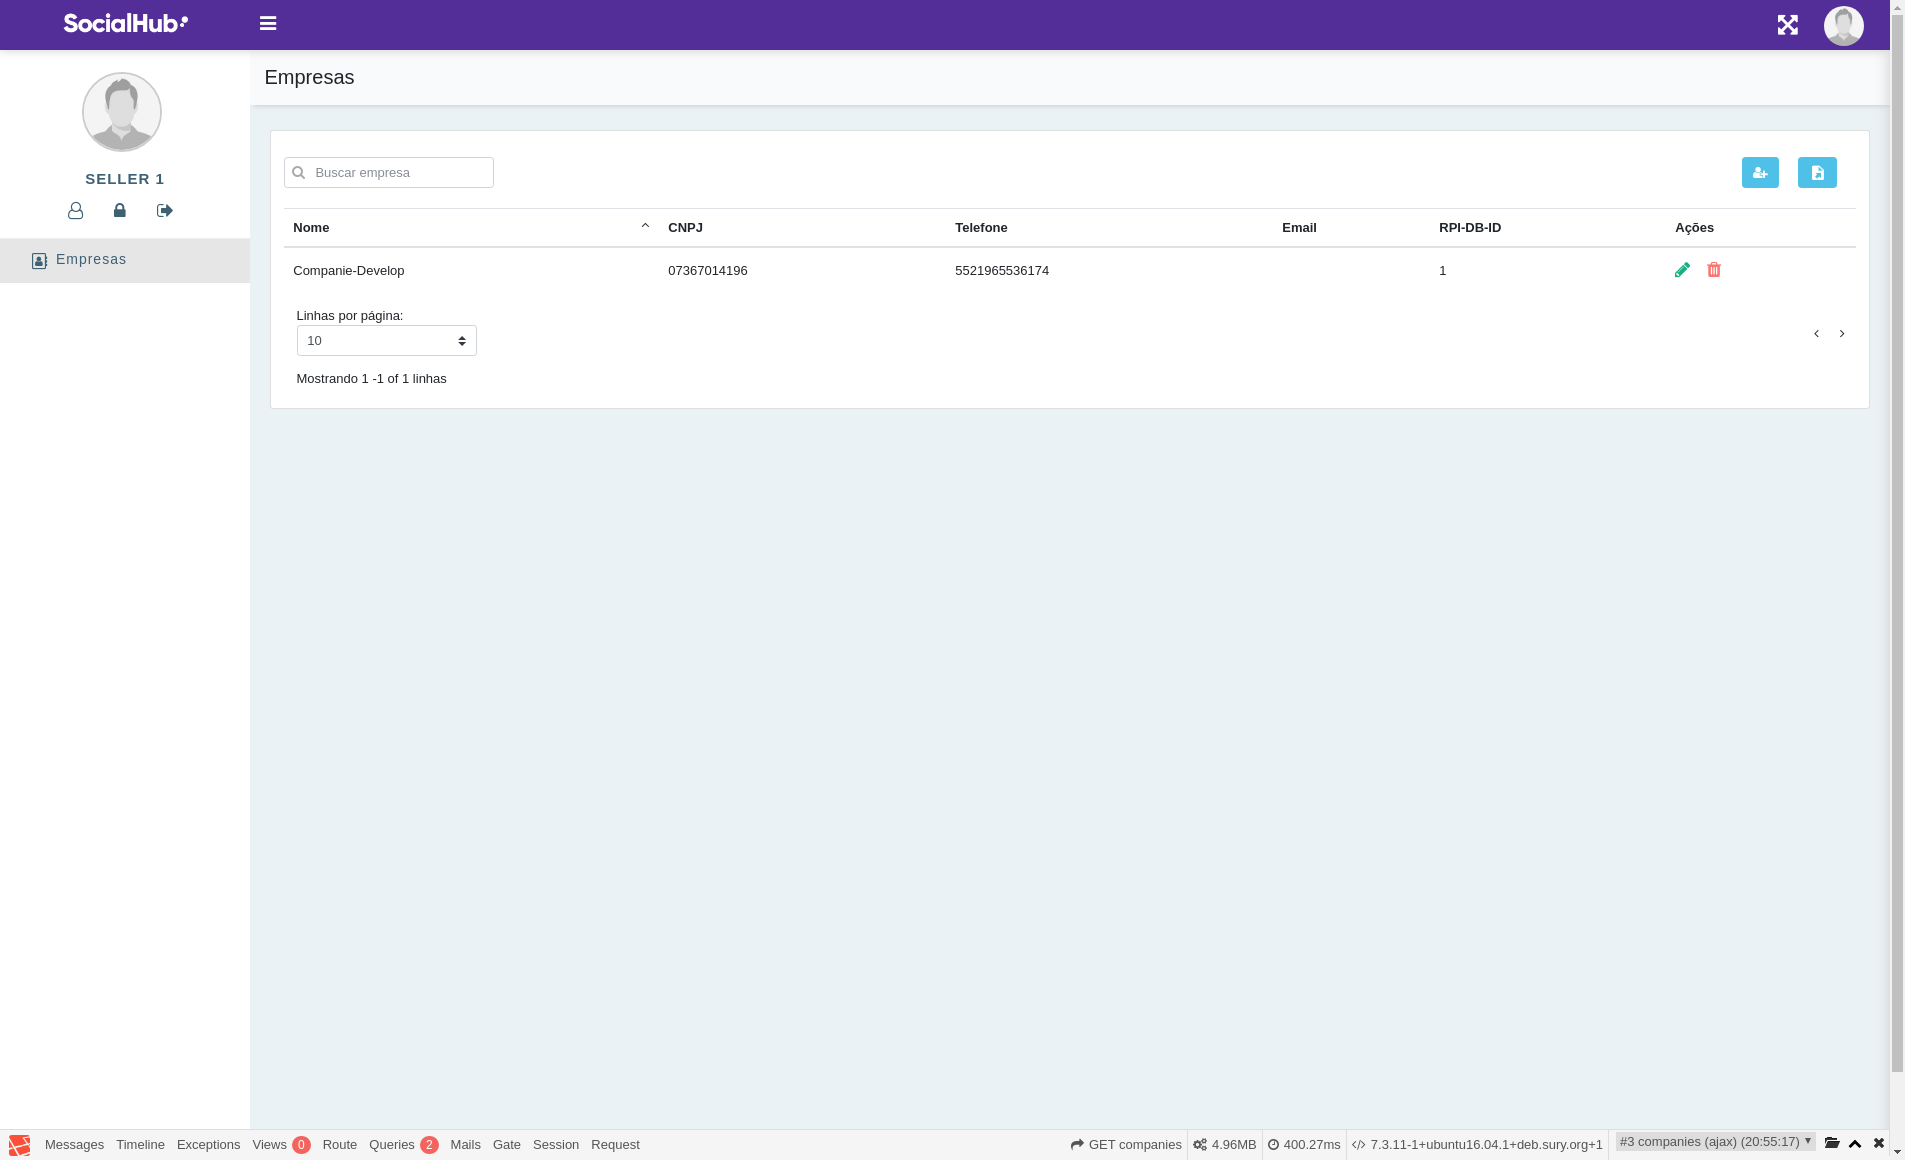 SocialHub
Empresas
SELLER 1
Empresas
Buscar empresa
Nome CNPJ Telefone Email RPI-DB-ID Ações
Companie-Develop 07367014196 5521965536174 1
Linhas por página:
10
Mostrando 1 -1 of 1 linhas
Messages Timeline Exceptions Views 0 Route Queries 2 Mails Gate Session Request GET companies 4.96MB 400.27ms 7.3.11-1+ubuntu16.04.1+deb.sury.org+1 #3 companies (ajax) (20:55:17)